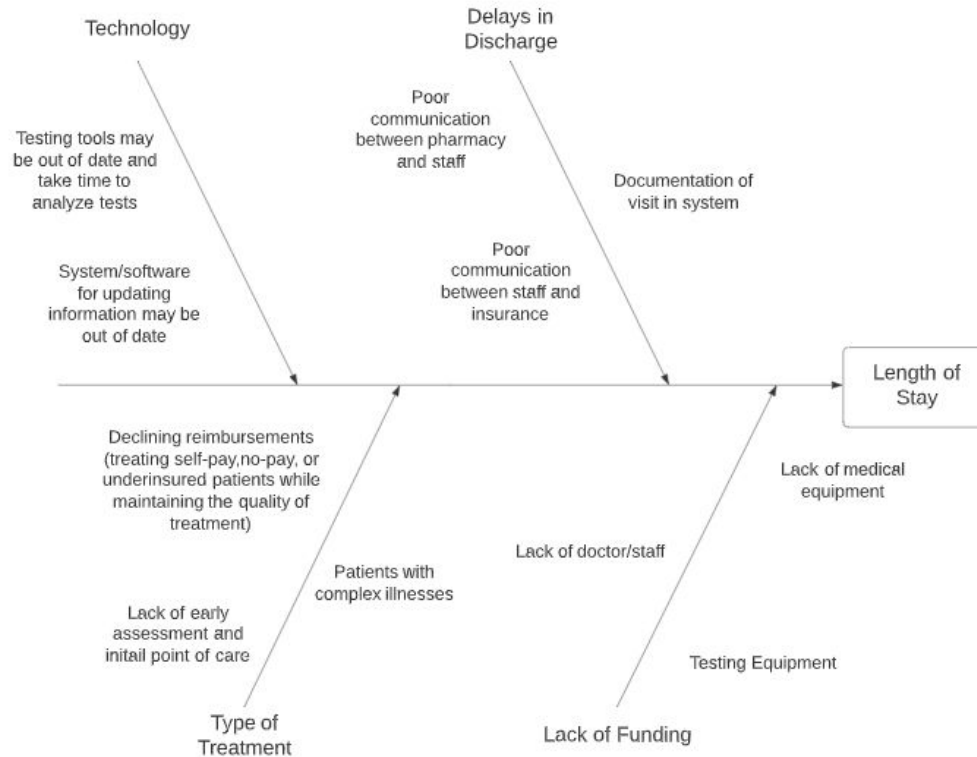 Technology
Delays in
Discharge
Testing tools may
be out of date and
take time to
analyze tests
System/software
for updating
information may be
out of date
Poor
communication
between pharmacy
and staff
Poor
communication
between staff and
insurance
Documentation of
visit in system
Length of
Stay
Declining reimbursements
(treating self-pay,no-pay, or
underinsured patients while
maintaining the quality of
treatment)
Lack of early
assessment and
initail point of care
Patients with
complex illnesses
Type of
Treatment
Lack of doctor/staff
Lack of medical
equipment
Testing Equipment
Lack of Funding